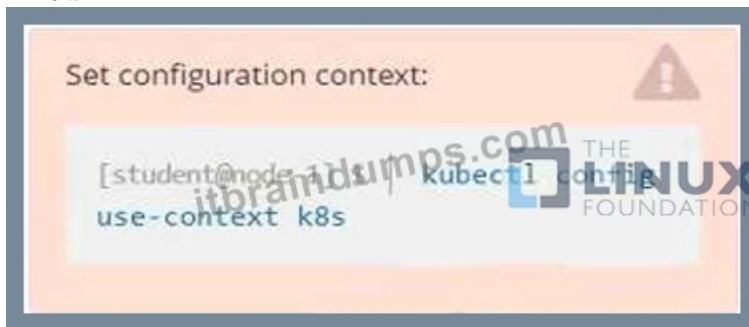 Set configuration context:
[student@node-1] $ | kubectl config
use-context k8s
itbraindumps.com
THE
LINUX
FOUNDATION